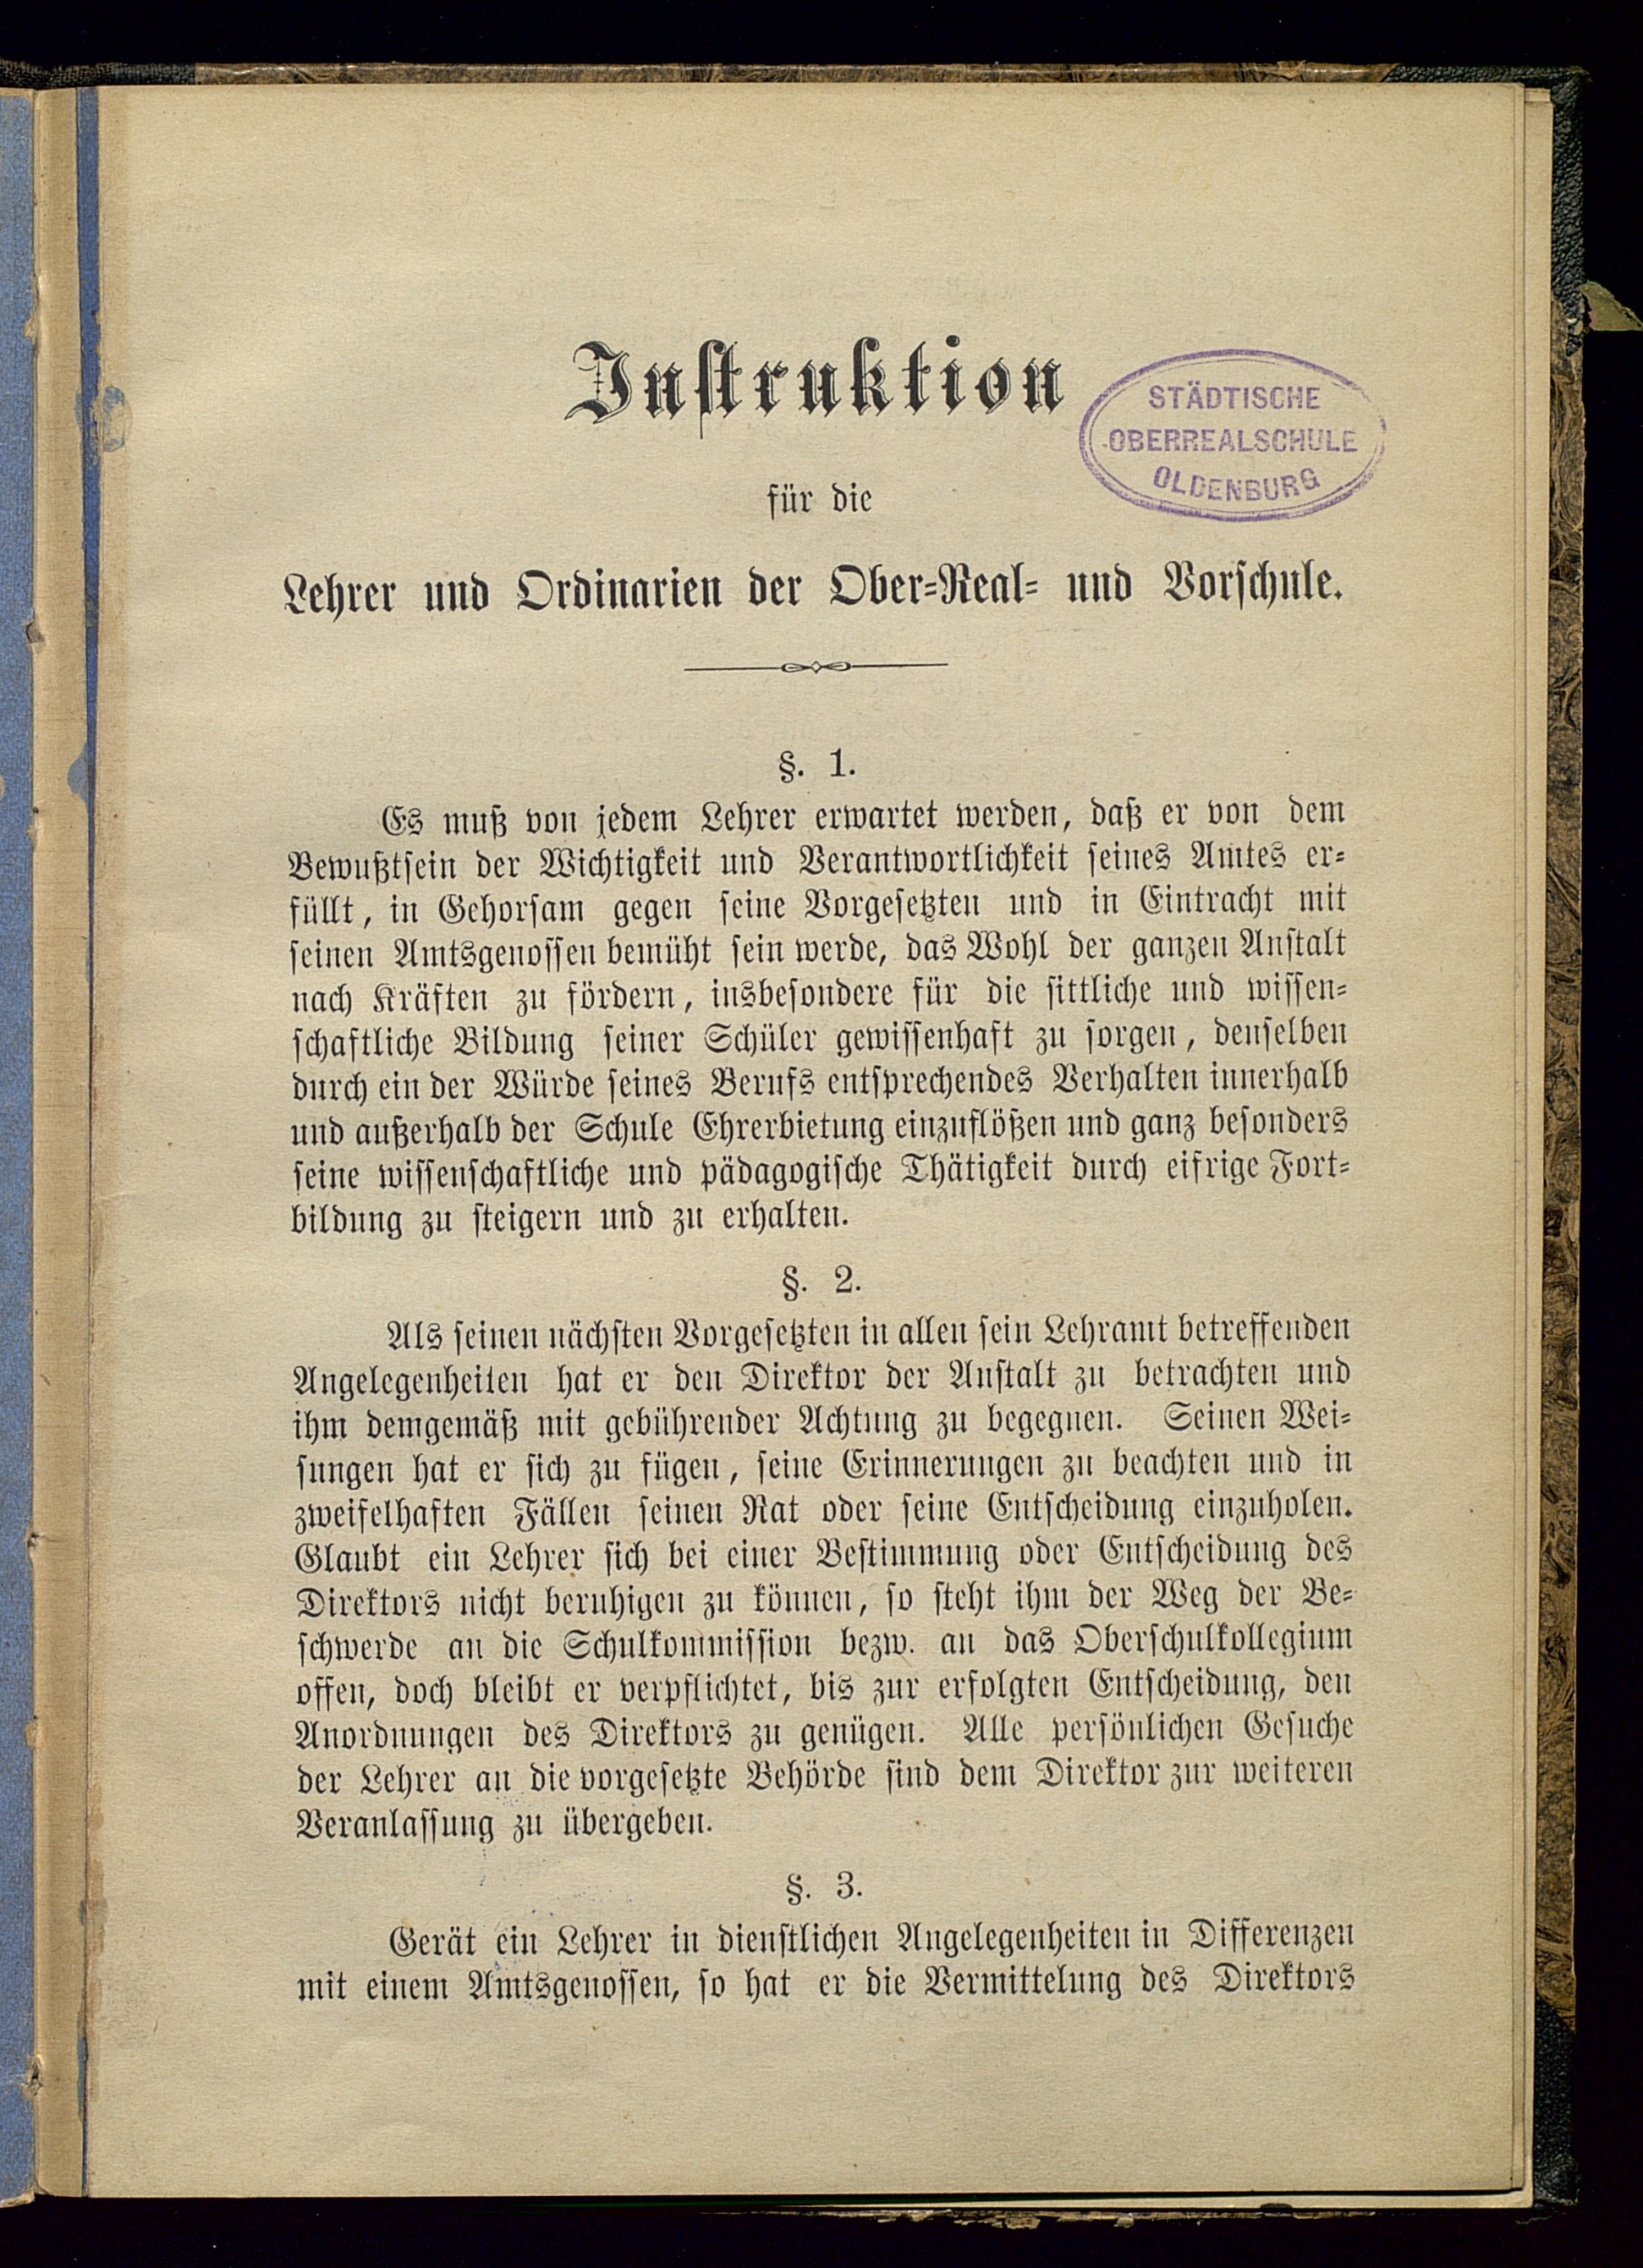 Instruktion
STÄDTISCHE
OBERREALSCHULE
OLDENBURG
für die
Lehrer und Ordinarien der Ober-Real- und Vorschule.
§. 1.
Es muß von jedem Lehrer erwartet werden, daß er von dem
Bewußtsein der Wichtigkeit und Verantwortlichkeit seines Amtes er-
füllt, in Gehorsam gegen seine Vorgesetzten und in Eintracht mit
seinen Amtsgenossen bemüht sein werde, das Wohl der ganzen Anstalt
nach Kräften zu fördern, insbesondere für die sittliche und wissen-
schaftliche Bildung seiner Schüler gewissenhaft zu sorgen, denselben
durch ein der Würde seines Berufs entsprechendes Verhalten innerhalb
und außerhalb der Schule Ehrerbietung einzuflößen und ganz besonders
seine wissenschaftliche und pädagogische Thätigkeit durch eifrige Fort-
bildung zu steigern und zu erhalten.
§. 2.
Als seinen nächsten Vorgesetzten in allen sein Lehramt betreffenden
Angelegenheiten hat er den Direktor der Anstalt zu betrachten und
ihm demgemäß mit gebührender Achtung zu begegnen. Seinen Wei-
sungen hat er sich zu fügen, seine Erinnerungen zu beachten und in
zweifelhaften Fällen seinen Rat oder seine Entscheidung einzuholen.
Glaubt ein Lehrer sich bei einer Bestimmung oder Entscheidung des
Direktors nicht beruhigen zu können, so steht ihm der Weg der Be-
schwerde an die Schulkommission bezw. an das Oberschulkollegium
offen, doch bleibt er verpflichtet, bis zur erfolgten Entscheidung, den
Anordnungen des Direktors zu genügen. Alle persönlichen Gesuche
der Lehrer an die vorgesetzte Behörde sind dem Direktor zur weiteren
Veranlassung zu übergeben.
§. 3.
Gerät ein Lehrer in dienstlichen Angelegenheiten in Differenzen
mit einem Amtsgenossen, so hat er die Vermittelung des Direktors